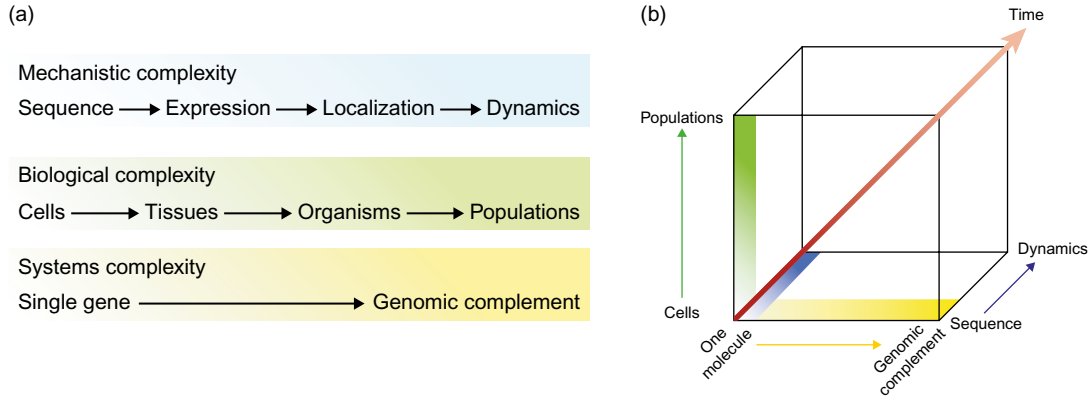 (a)
Mechanistic complexity
Sequence Expression Localization Dynamics
Biological complexity
Cells Tissues Organisms Populations
Systems complexity
Single gene Genomic complement
(b)
Time
Populations
Cells
Dynamics
Sequence
One
molecule
Genomic
complement